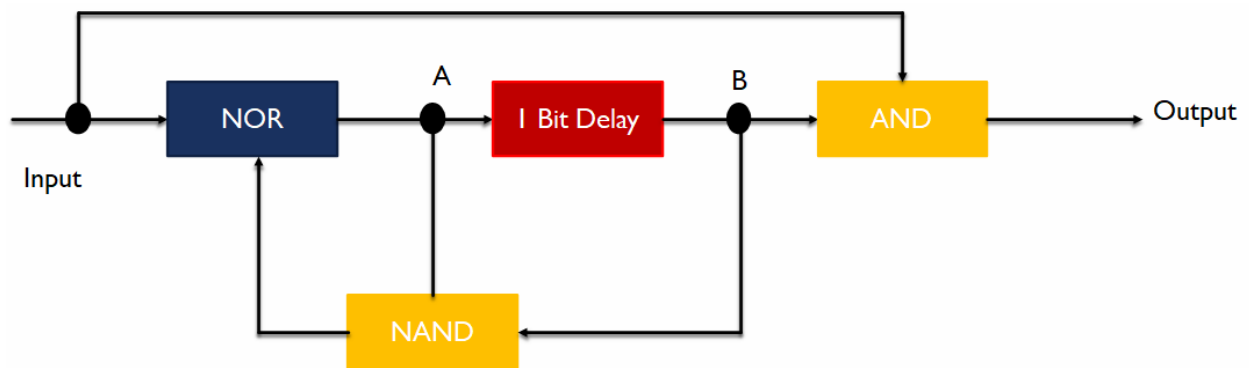 A
B
NOR
1 Bit Delay
AND
Output
Input
NAND